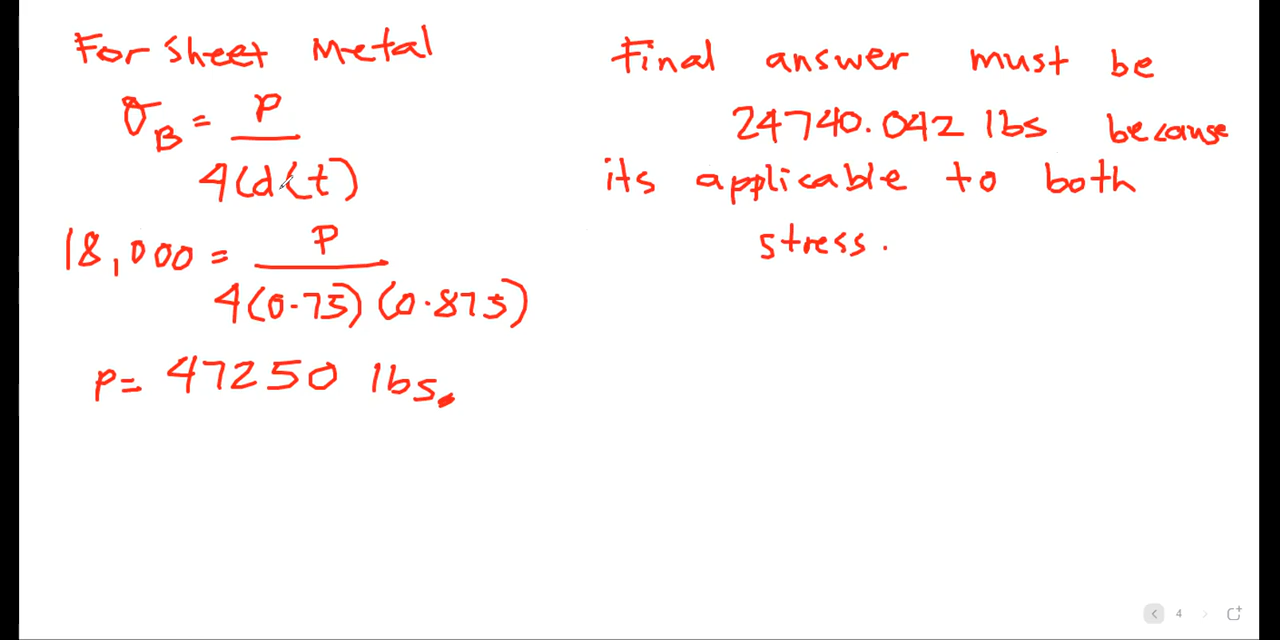 For Sheet Metal
σ_B = P
4(d)(t)
18,000 = P
4(0.75) (0.875)
P= 47250 lbs.
Final answer must be
24740.042 lbs because
its applicable to both
stress.
4